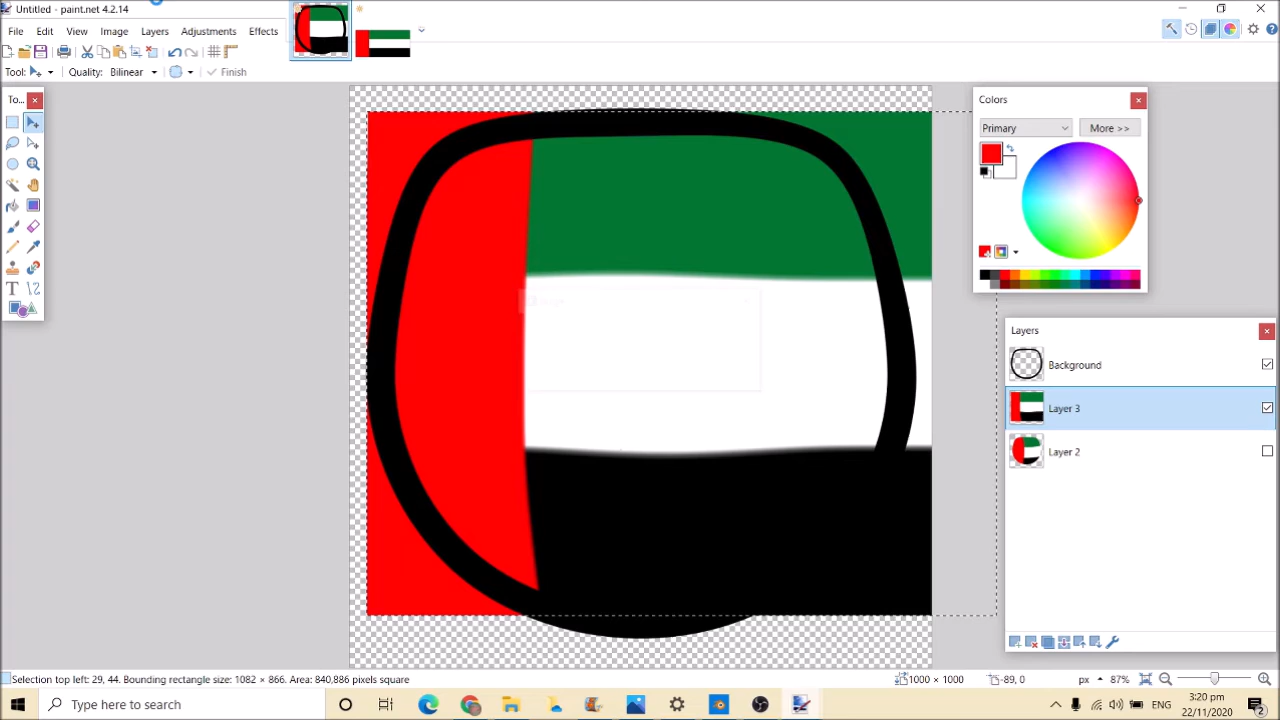 Untitled - paint.net 4.2.14
File Edit View Image Layers Adjustments Effects
Tool: Quality: Bilinear Finish
To...
Colors
Primary More >>
Layers
Background
Layer 3
Layer 2
Selection top left: 29, 44. Bounding rectangle size: 1082 × 866. Area: 840,886 pixels square 1000 × 1000 -89, 0 px 87%
Type here to search
ENG
3:20 pm
22/11/2020
2